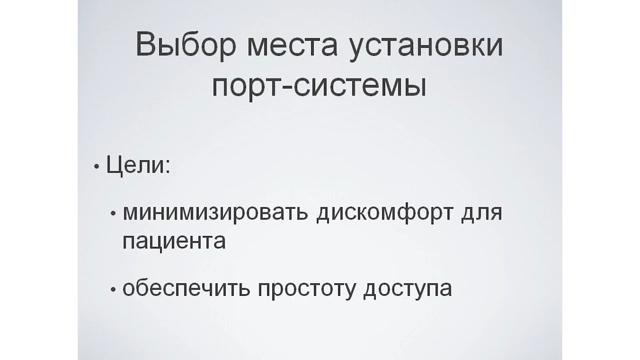 Выбор места установки
порт-системы
• Цели:
• минимизировать дискомфорт для
пациента
• обеспечить простоту доступа